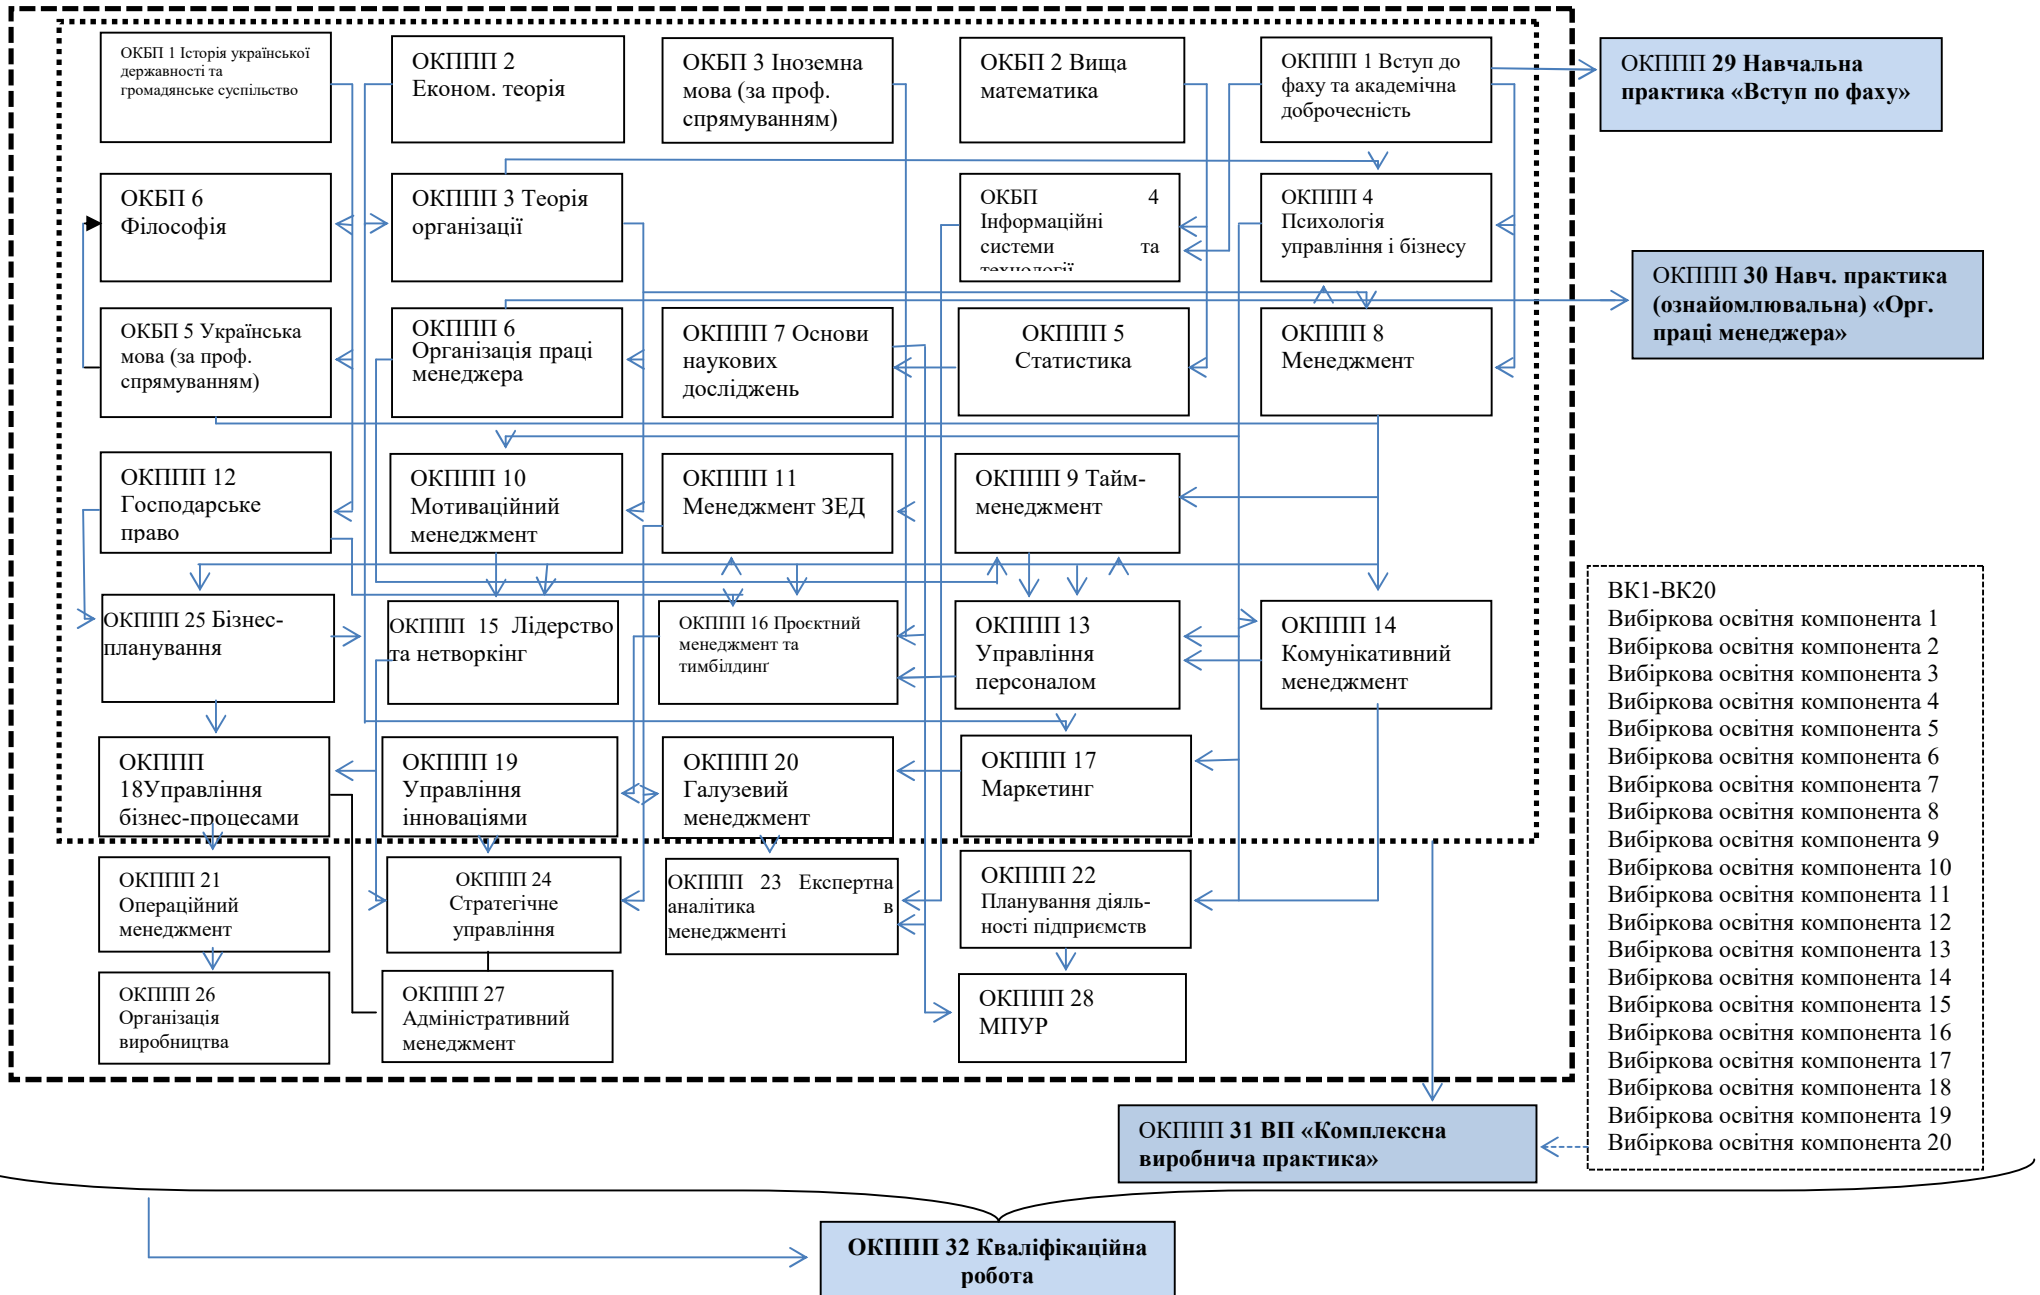 ОКБП 1 Історія української
державності та
громадянське суспільство
ОКППП 2
Економ. теорія
ОКБП 3 Іноземна
мова (за проф.
спрямуванням)
ОКБП 2 Вища
математика
ОКППП 1 Вступ до
фаху та академічна
доброчесність
ОКППП 29 Навчальна
практика «Вступ по фаху»
ОКБП 6
Філософія
ОКППП 3 Теорія
організації
ОКБП 4
Інформаційні
системи та
технології
ОКППП 4
Психологія
управління і бізнесу
ОКППП 30 Навч. практика
(ознайомлювальна) «Орг.
праці менеджера»
ОКБП 5 Українська
мова (за проф.
спрямуванням)
ОКППП 6
Організація праці
менеджера
ОКППП 7 Основи
наукових
досліджень
ОКППП 5
Статистика
ОКППП 8
Менеджмент
ОКППП 12
Господарське
право
ОКППП 10
Мотиваційний
менеджмент
ОКППП 11
Менеджмент ЗЕД
ОКППП 9 Тайм-
менеджмент
ОКППП 25 Бізнес-
планування
ОКППП 15 Лідерство
та нетворкінг
ОКППП 16 Проєктний
менеджмент та
тимбілдинг
ОКППП 13
Управління
персоналом
ОКППП 14
Комунікативний
менеджмент
ОКППП
18Управління
бізнес-процесами
ОКППП 19
Управління
інноваціями
ОКППП 20
Галузевий
менеджмент
ОКППП 17
Маркетинг
ОКППП 21
Операційний
менеджмент
ОКППП 24
Стратегічне
управління
ОКППП 23 Експертна
аналітика в
менеджменті
ОКППП 22
Планування діяль-
ності підприємств
ОКППП 26
Організація
виробництва
ОКППП 27
Адміністративний
менеджмент
ОКППП 28
МПУР
ВК1-ВК20
Вибіркова освітня компонента 1
Вибіркова освітня компонента 2
Вибіркова освітня компонента 3
Вибіркова освітня компонента 4
Вибіркова освітня компонента 5
Вибіркова освітня компонента 6
Вибіркова освітня компонента 7
Вибіркова освітня компонента 8
Вибіркова освітня компонента 9
Вибіркова освітня компонента 10
Вибіркова освітня компонента 11
Вибіркова освітня компонента 12
Вибіркова освітня компонента 13
Вибіркова освітня компонента 14
Вибіркова освітня компонента 15
Вибіркова освітня компонента 16
Вибіркова освітня компонента 17
Вибіркова освітня компонента 18
Вибіркова освітня компонента 19
Вибіркова освітня компонента 20
ОКППП 31 ВП «Комплексна
виробнича практика»
ОКППП 32 Кваліфікаційна
робота